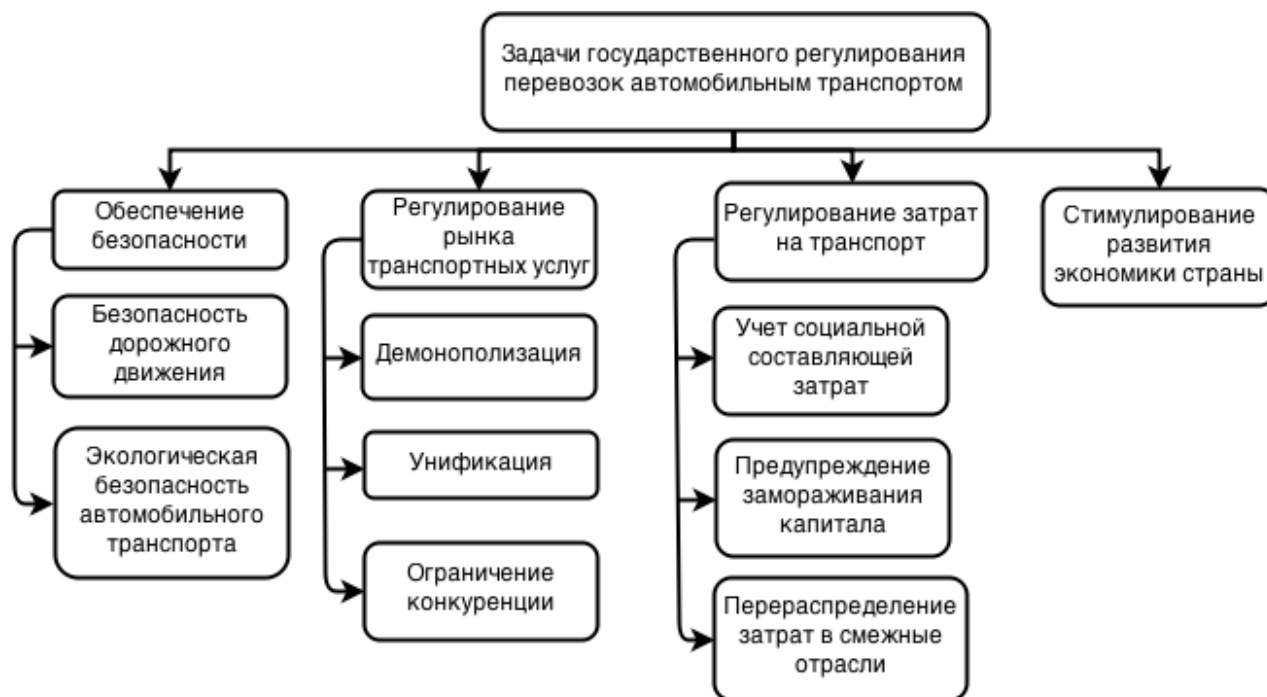 Задачи государственного регулирования
перевозок автомобильным транспортом
Обеспечение
безопасности
Безопасность
дорожного
движения
Экологическая
безопасность
автомобильного
транспорта
Регулирование
рынка
транспортных услуг
Демонополизация
Унификация
Ограничение
конкуренции
Регулирование затрат
на транспорт
Учет социальной
составляющей
затрат
Предупреждение
замораживания
капитала
Перераспределение
затрат в смежные
отрасли
Стимулирование
развития
экономики страны